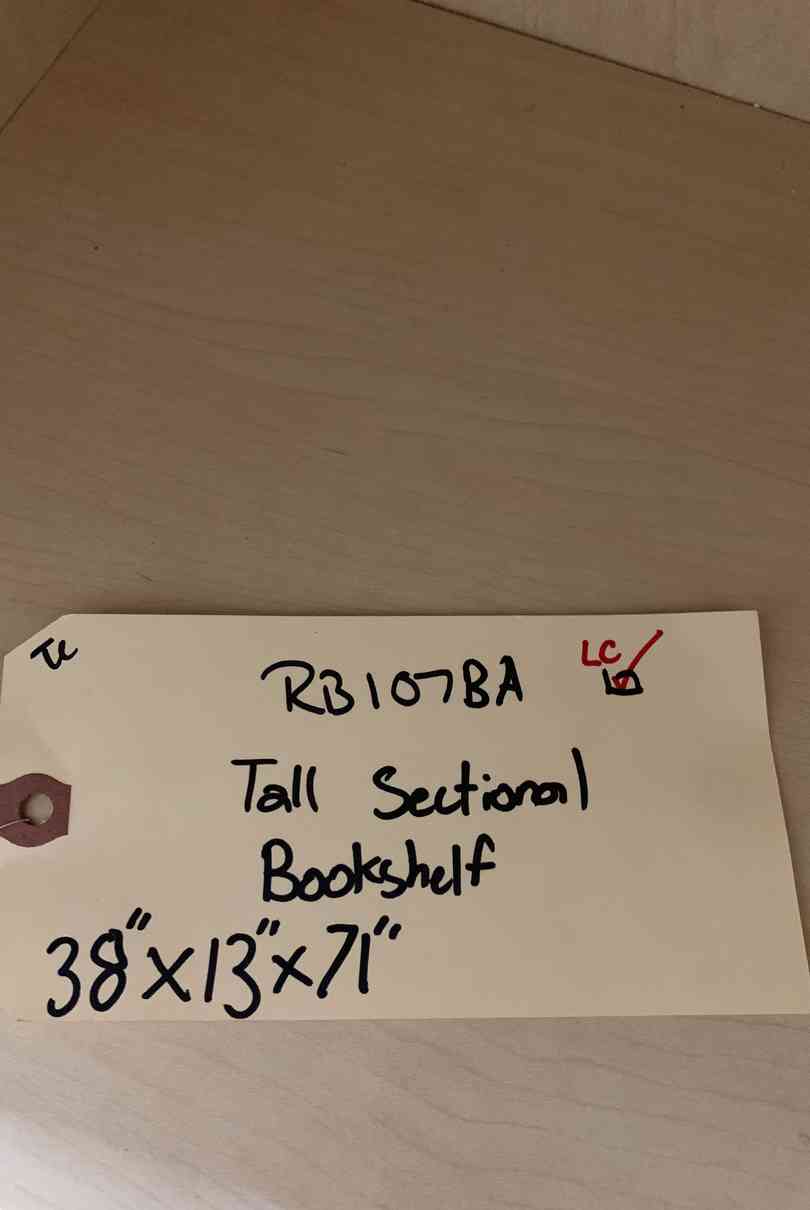 TC
RB107BA
LC
Tall Sectional
Bookshelf
38"x13"x71"